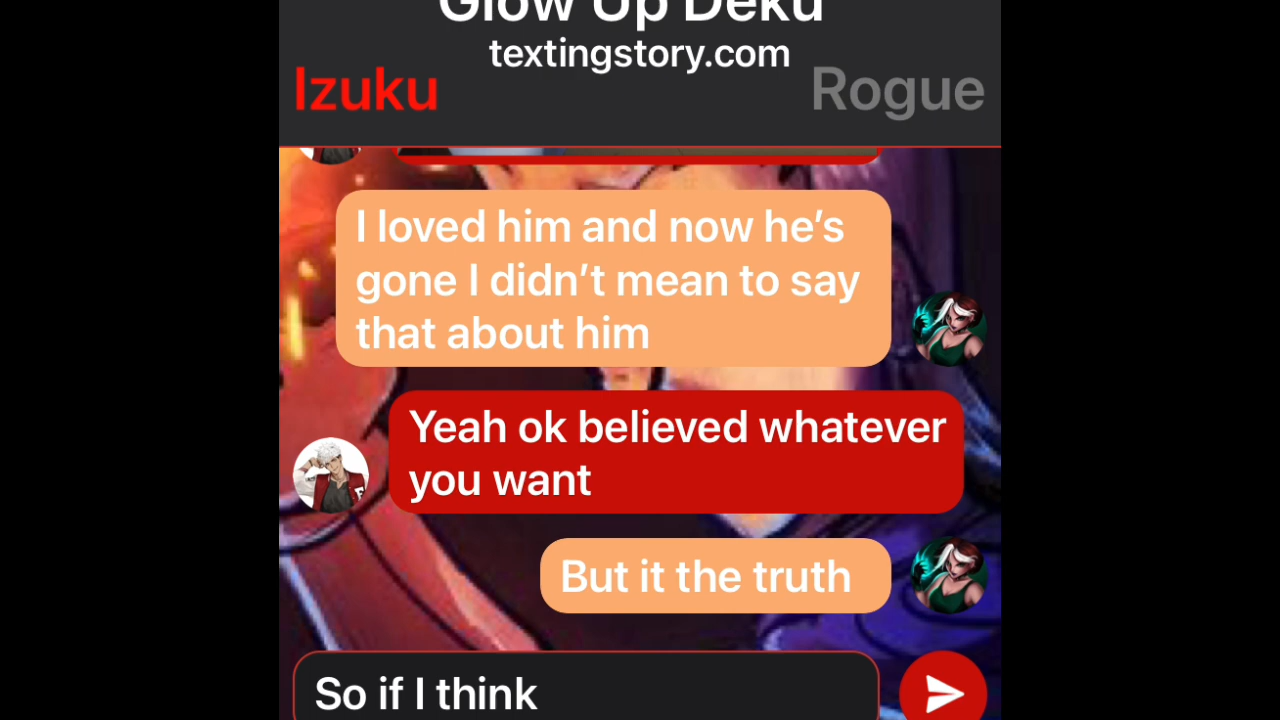 Glow Up Deku
textingstory.com
Izuku
Rogue
I loved him and now he’s
gone I didn’t mean to say
that about him
Yeah ok believed whatever
you want
But it the truth
So if I think